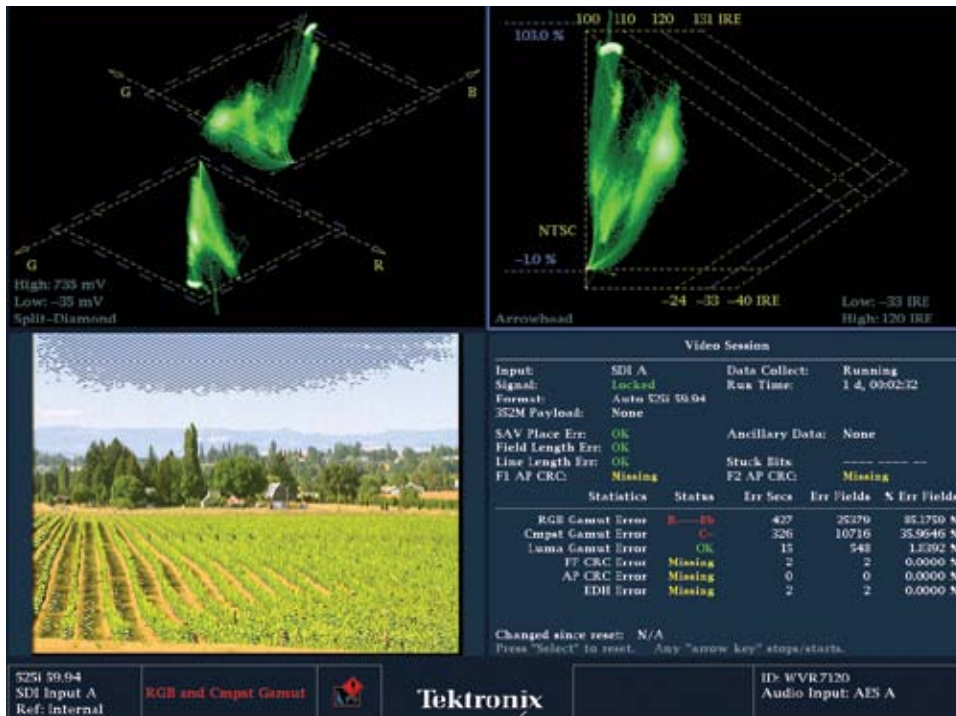 G
B
G
R
High: 735 mV
Low: -35 mV
Split-Diamond
100 110 120 131 IRE
103.0 %
NTSC
-1.0 %
-24 -33 -40 IRE
Arrowhead
Low: -33 IRE
High: 120 IRE
Video Session
Input: SDI A Data Collect: Running
Signal: Locked Run Time: 1 d, 00:02:32
Format: Auto 525i 59.94
352M Payload: None
SAV Place Err: OK Ancillary Data: None
Field Length Err: OK
Line Length Err: OK Stuck Bits: ---- ---- --
F1 AP CRC: Missing F2 AP CRC: Missing
Statistics Status Err Secs Err Fields % Err Fields
RGB Gamut Error 427 25379 85.1759 %
Cmpst Gamut Error C- 326 10716 35.9646 %
Luma Gamut Error OK 15 548 1.8392 %
FF CRC Error Missing 2 2 0.0000 %
AP CRC Error Missing 0 0 0.0000 %
EDH Error Missing 2 2 0.0000 %
Changed since reset: N/A
Press "Select" to reset. Any "arrow key" stops/starts.
525i 59.94
SDI Input A
Ref: Internal
RGB and Cmpst Gamut
Tektronix
ID: WVR7120
Audio Input: AES A